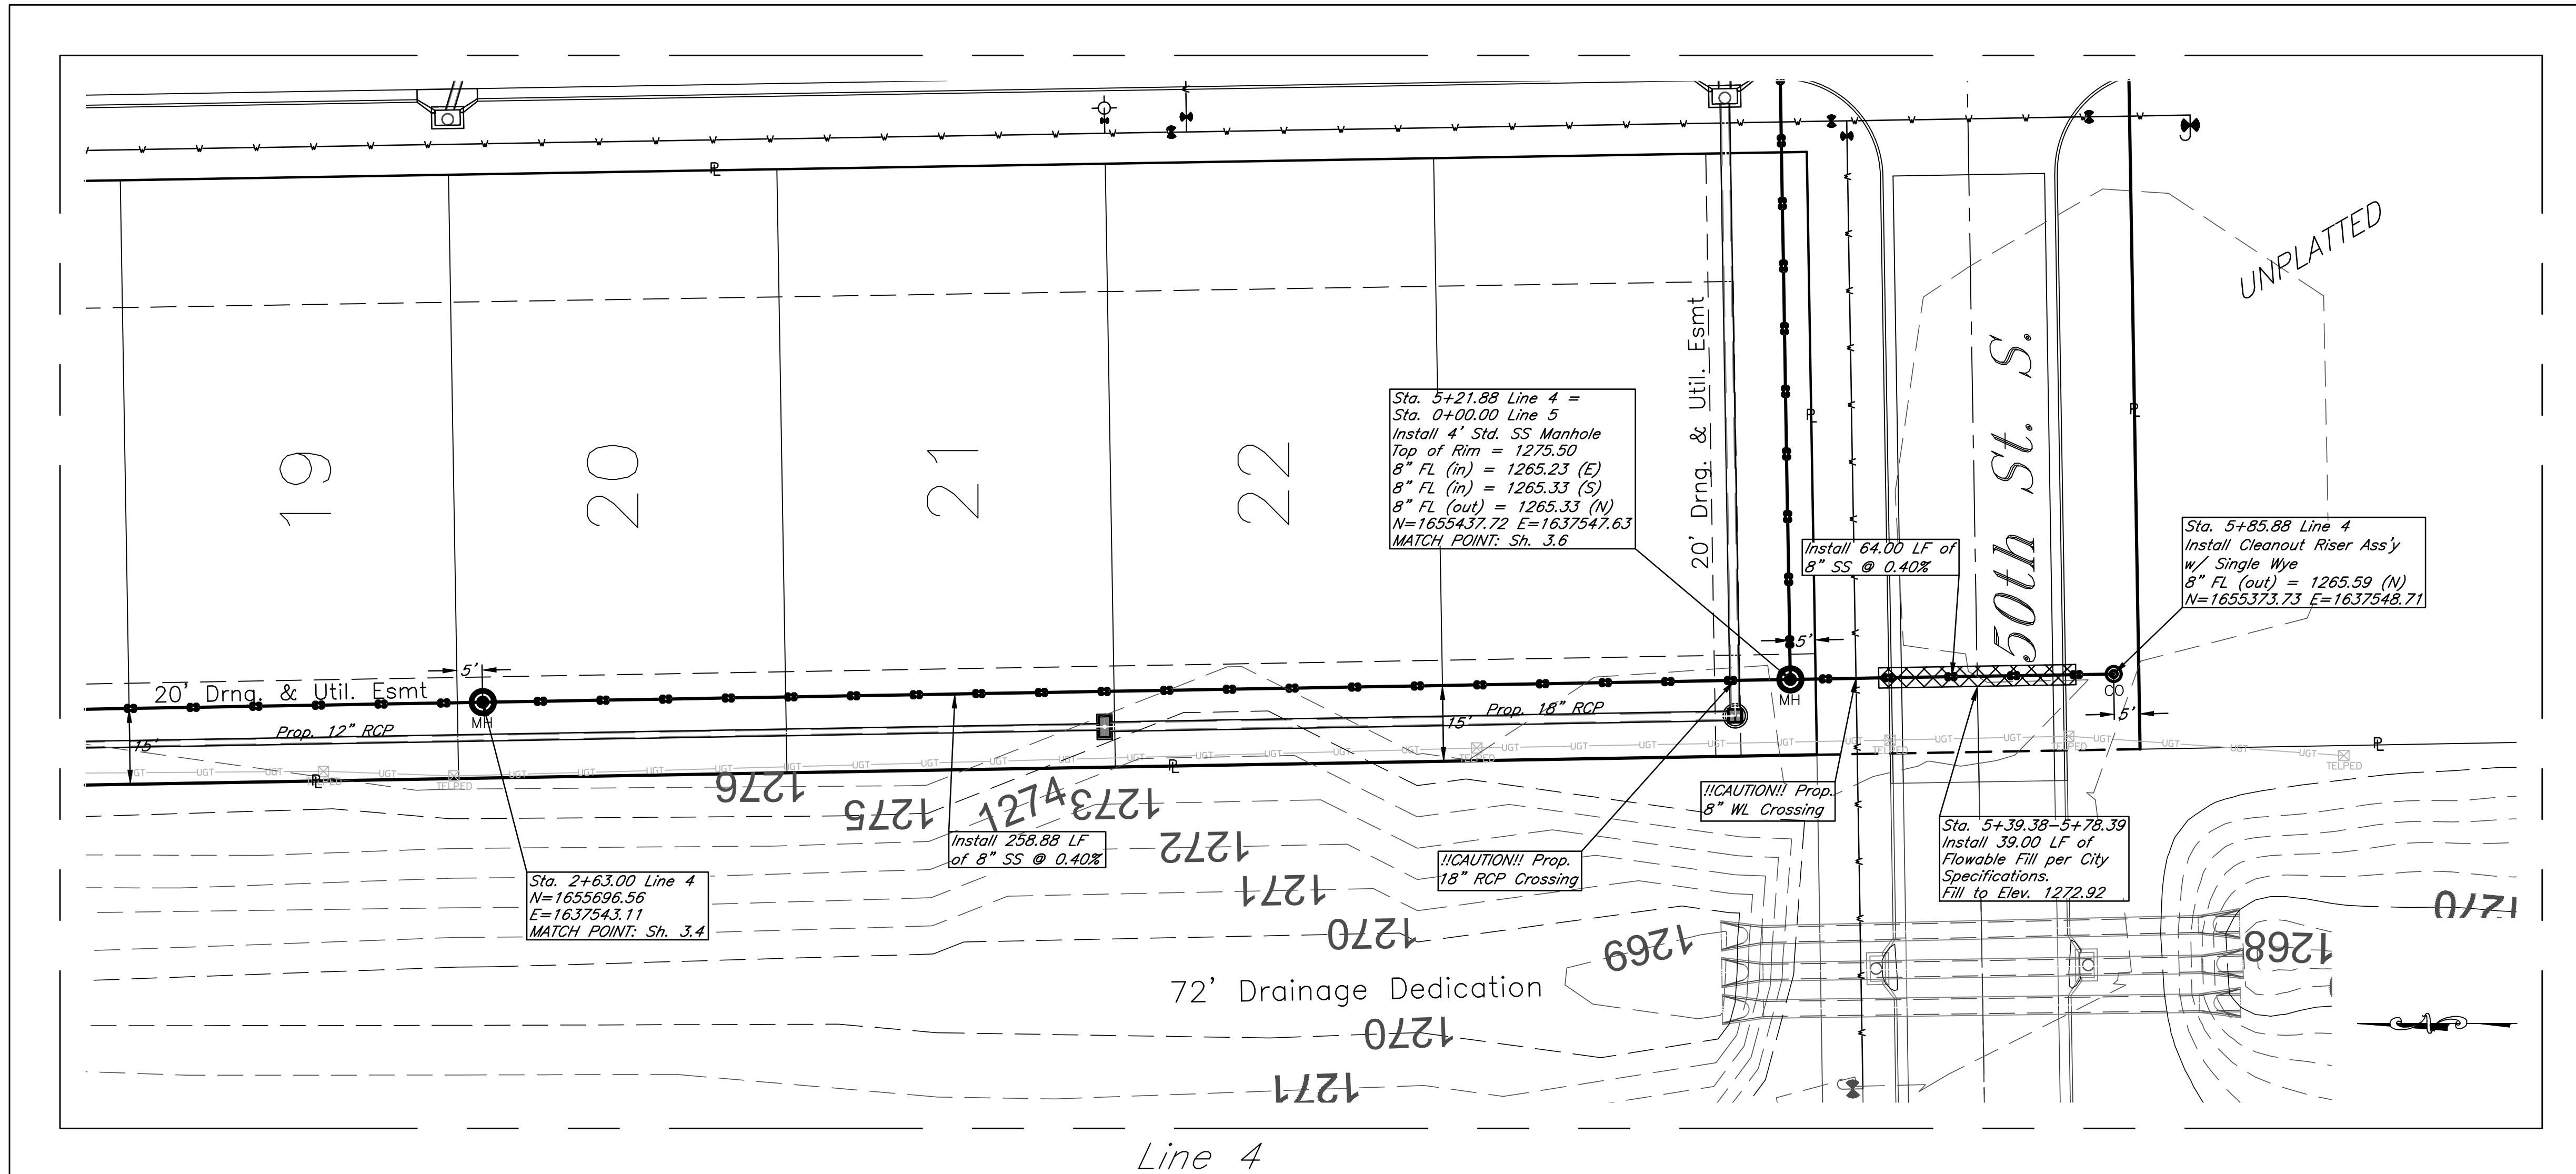 UNPLATTED
50th St. S.
20' Drng. & Util. Esmt
19
20
21
22
Sta. 5+21.88 Line 4 =
Sta. 0+00.00 Line 5
Install 4' Std. SS Manhole
Top of Rim = 1275.50
8" FL (in) = 1265.23 (E)
8" FL (in) = 1265.33 (S)
8" FL (out) = 1265.33 (N)
N=1655437.72 E=1637547.63
MATCH POINT: Sh. 3.6
Install 64.00 LF of
8" SS @ 0.40%
Sta. 5+85.88 Line 4
Install Cleanout Riser Ass'y
w/ Single Wye
8" FL (out) = 1265.59 (N)
N=1655373.73 E=1637548.71
5'
5'
20' Drng. & Util. Esmt
MH
MH
CO
5'
15'
Prop. 12" RCP
15'
Prop. 18" RCP
TELPED
TELPED
TELPED
TELPED
TELPED
TELPED
1276
1275
1274
1273
1272
1271
1270
1269
1268
1270
1270
1271
!!CAUTION!! Prop.
8" WL Crossing
!!CAUTION!! Prop.
18" RCP Crossing
Install 258.88 LF
of 8" SS @ 0.40%
Sta. 5+39.38-5+78.39
Install 39.00 LF of
Flowable Fill per City
Specifications.
Fill to Elev. 1272.92
Sta. 2+63.00 Line 4
N=1655696.56
E=1637543.11
MATCH POINT: Sh. 3.4
72' Drainage Dedication
Line 4